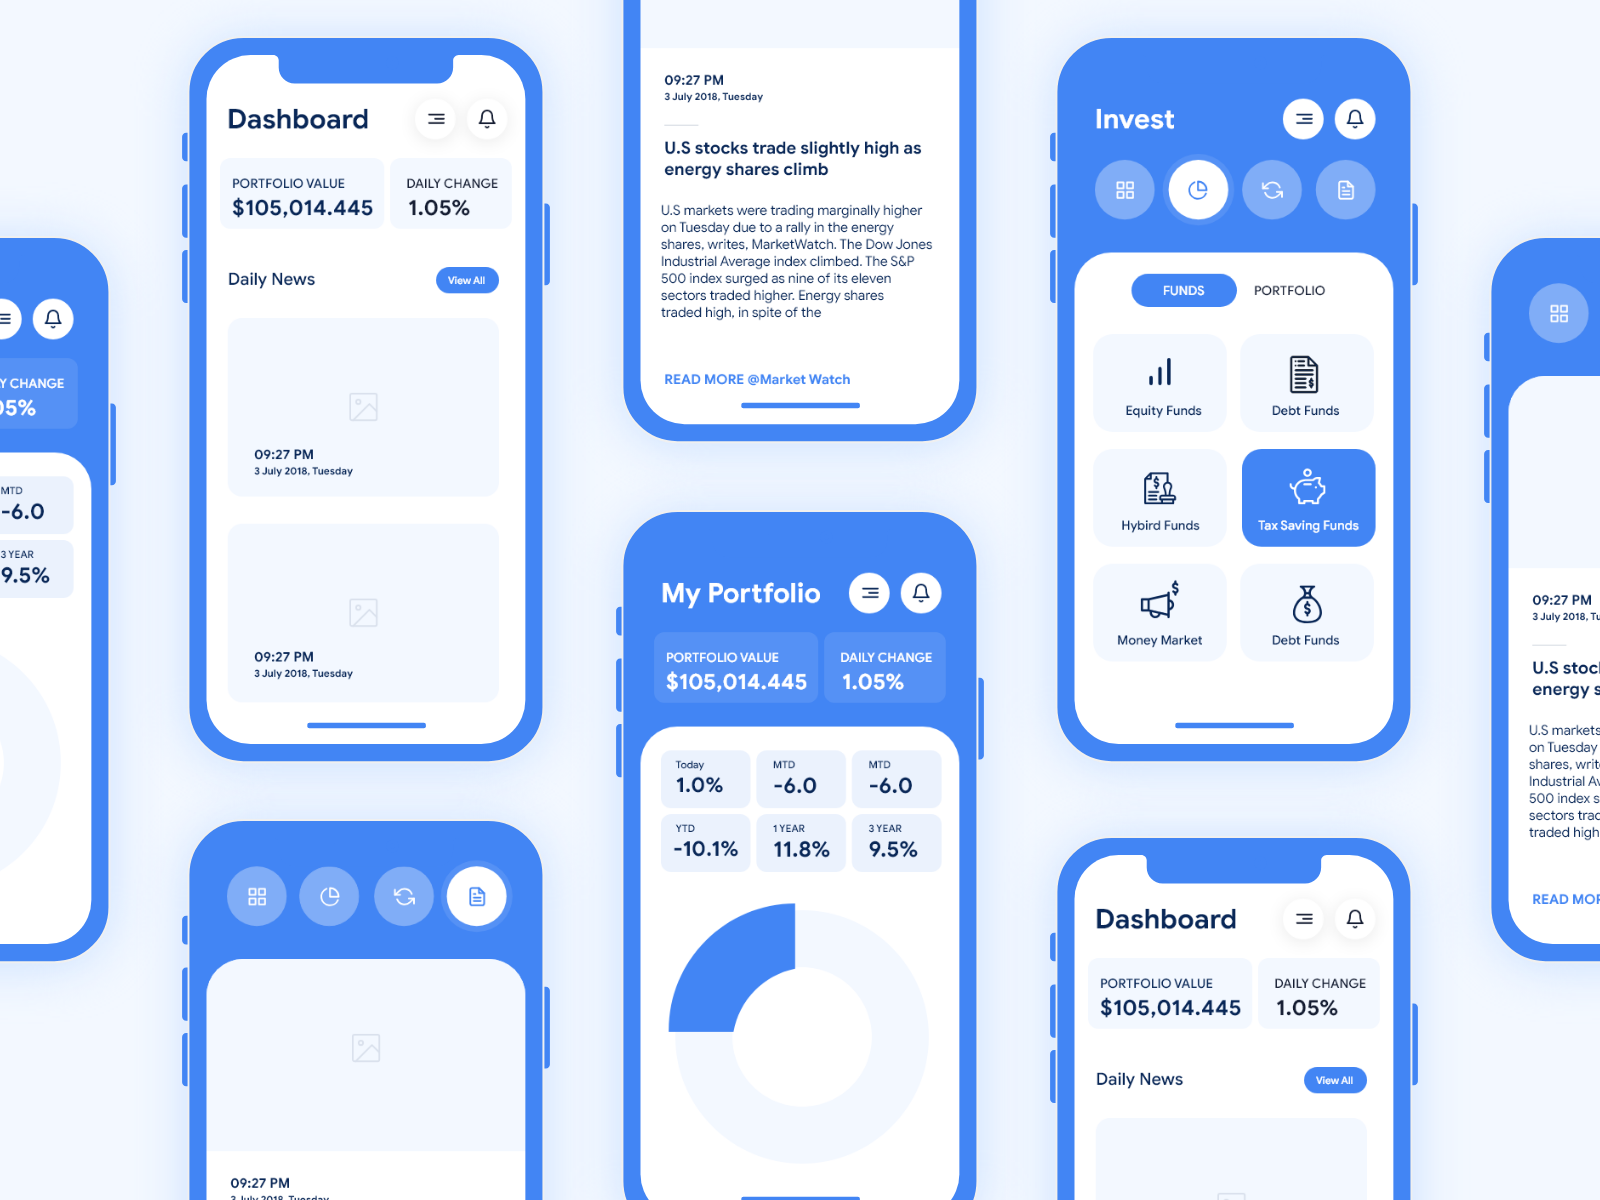 Y CHANGE
05%
MTD
-6.0
3 YEAR
9.5%
Dashboard
PORTFOLIO VALUE
$105,014.445
DAILY CHANGE
1.05%
Daily News
View All
09:27 PM
3 July 2018, Tuesday
09:27 PM
3 July 2018, Tuesday
09:27 PM
3 July 2018, Tuesday
09:27 PM
3 July 2018, Tuesday
U.S stocks trade slightly high as
energy shares climb
U.S markets were trading marginally higher
on Tuesday due to a rally in the energy
shares, writes, MarketWatch. The Dow Jones
Industrial Average index climbed. The S&P
500 index surged as nine of its eleven
sectors traded higher. Energy shares
traded high, in spite of the
READ MORE @Market Watch
My Portfolio
PORTFOLIO VALUE
$105,014.445
DAILY CHANGE
1.05%
Today
1.0%
MTD
-6.0
MTD
-6.0
YTD
-10.1%
1 YEAR
11.8%
3 YEAR
9.5%
Invest
FUNDS
PORTFOLIO
Equity Funds
Debt Funds
Hybird Funds
Tax Saving Funds
Money Market
Debt Funds
Dashboard
PORTFOLIO VALUE
$105,014.445
DAILY CHANGE
1.05%
Daily News
View All
09:27 PM
3 July 2018, Tu
U.S stoc
energy s
U.S markets
on Tuesday
shares, writ
Industrial Av
500 index s
sectors trad
traded high
READ MOR